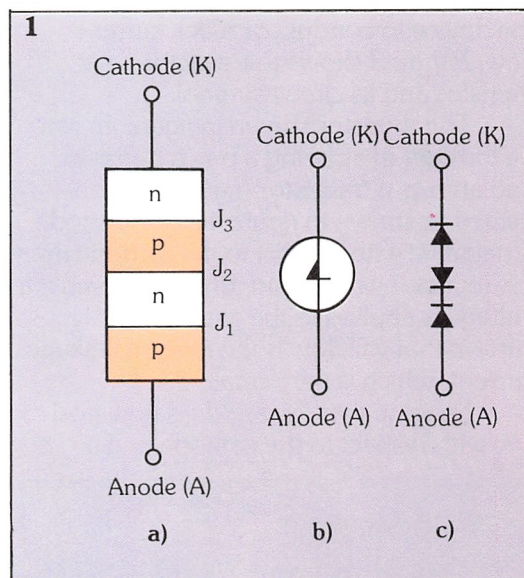 1
Cathode (K)
n
J3
p
J2
n
J1
p
Anode (A)
a)
Cathode (K)
Anode (A)
b)
Cathode (K)
Anode (A)
c)